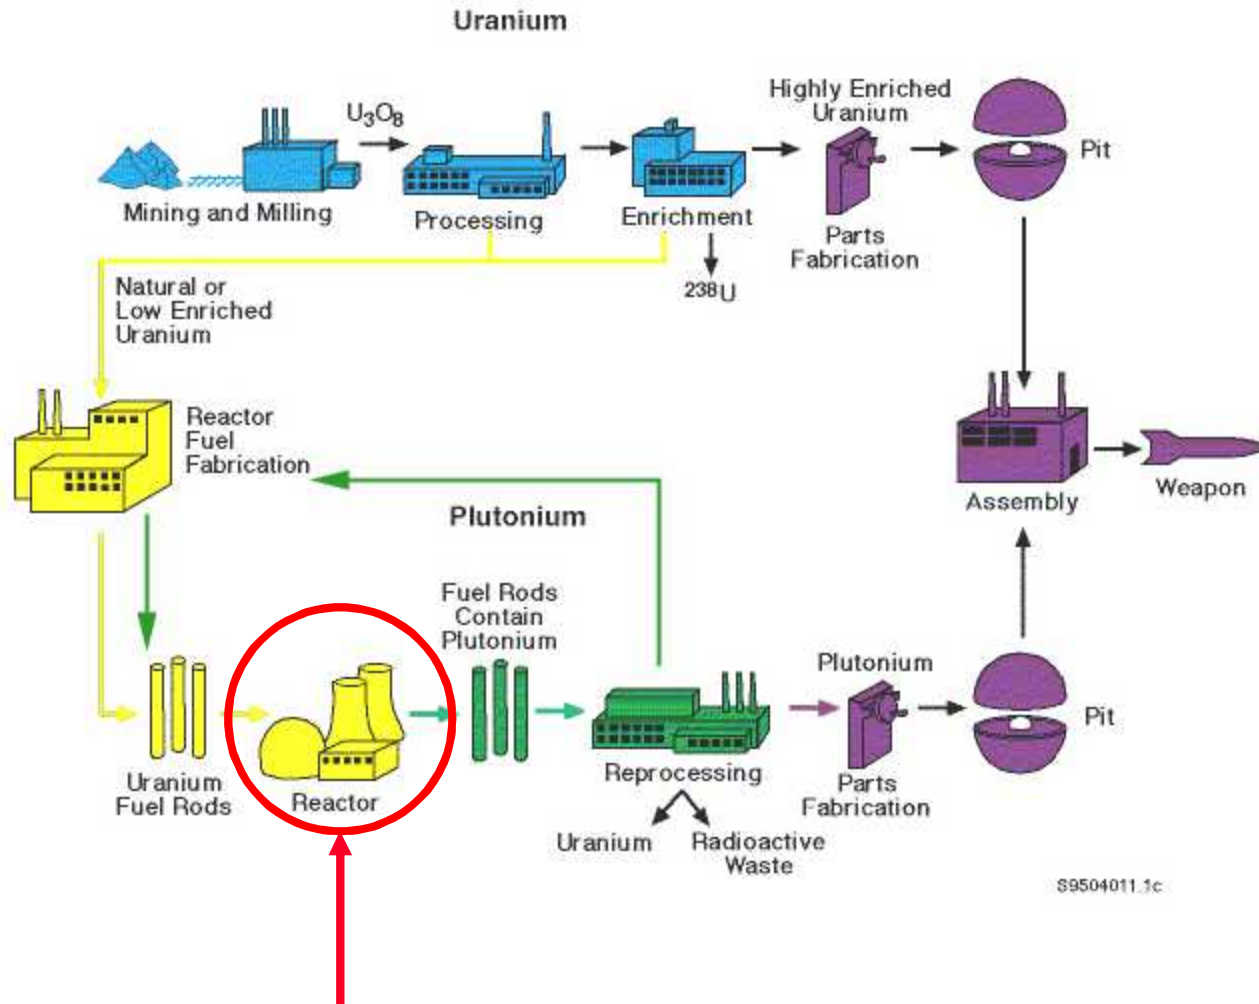 Uranium
U₃O₈
Mining and Milling
Processing
Enrichment
238U
Highly Enriched
Uranium
Parts
Fabrication
Pit
Natural or
Low Enriched
Uranium
Reactor
Fuel
Fabrication
Assembly
Weapon
Plutonium
Uranium
Fuel Rods
Reactor
Fuel Rods
Contain
Plutonium
Reprocessing
Uranium
Radioactive
Waste
Plutonium
Parts
Fabrication
Pit
S9504011.1c